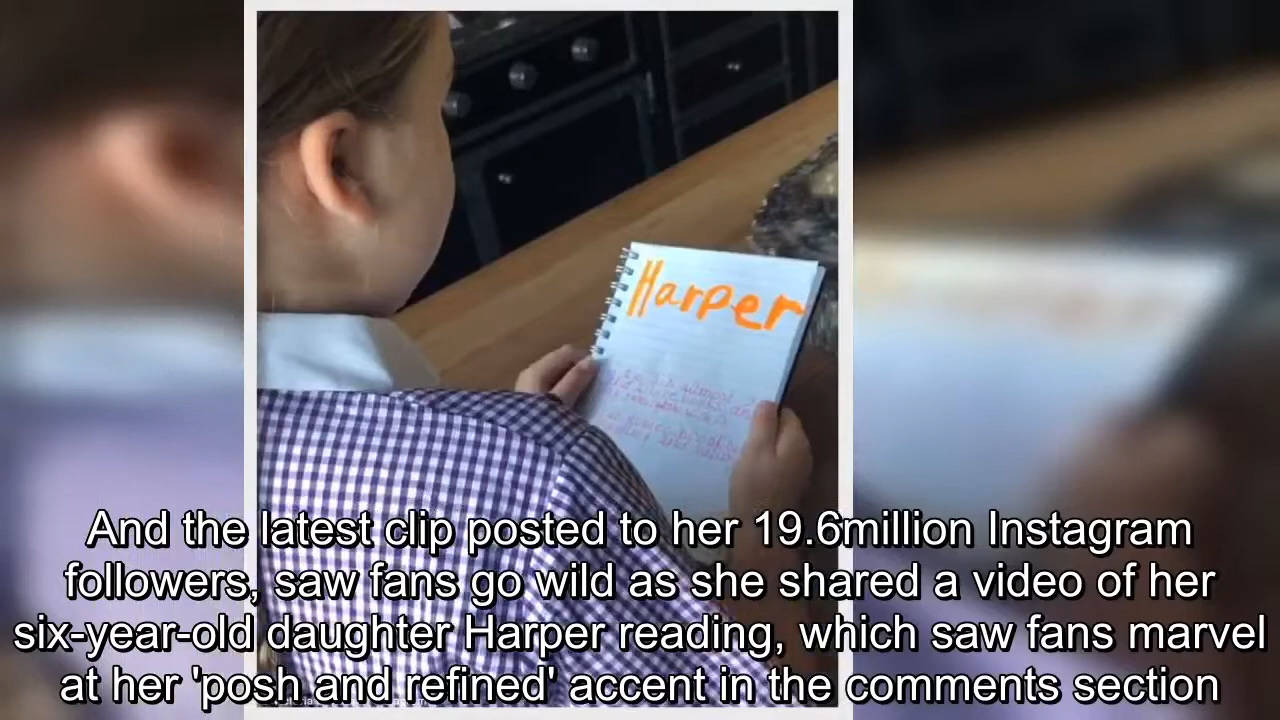 Harper
And the latest clip posted to her 19.6million Instagram
followers, saw fans go wild as she shared a video of her
six-year-old daughter Harper reading, which saw fans marvel
at her 'posh and refined' accent in the comments section